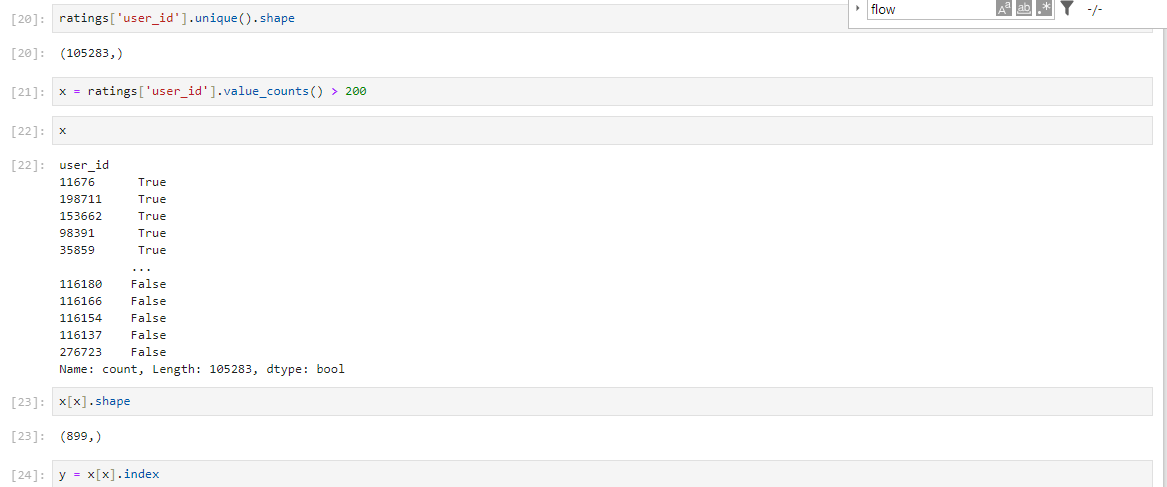 flow
Aa ab .* -/-
[20]: ratings['user_id'].unique().shape
[20]: (105283,)
[21]: x = ratings['user_id'].value_counts() > 200
[22]: x
[22]: user_id
11676 True
198711 True
153662 True
98391 True
35859 True
...
116180 False
116166 False
116154 False
116137 False
276723 False
Name: count, Length: 105283, dtype: bool
[23]: x[x].shape
[23]: (899,)
[24]: y = x[x].index